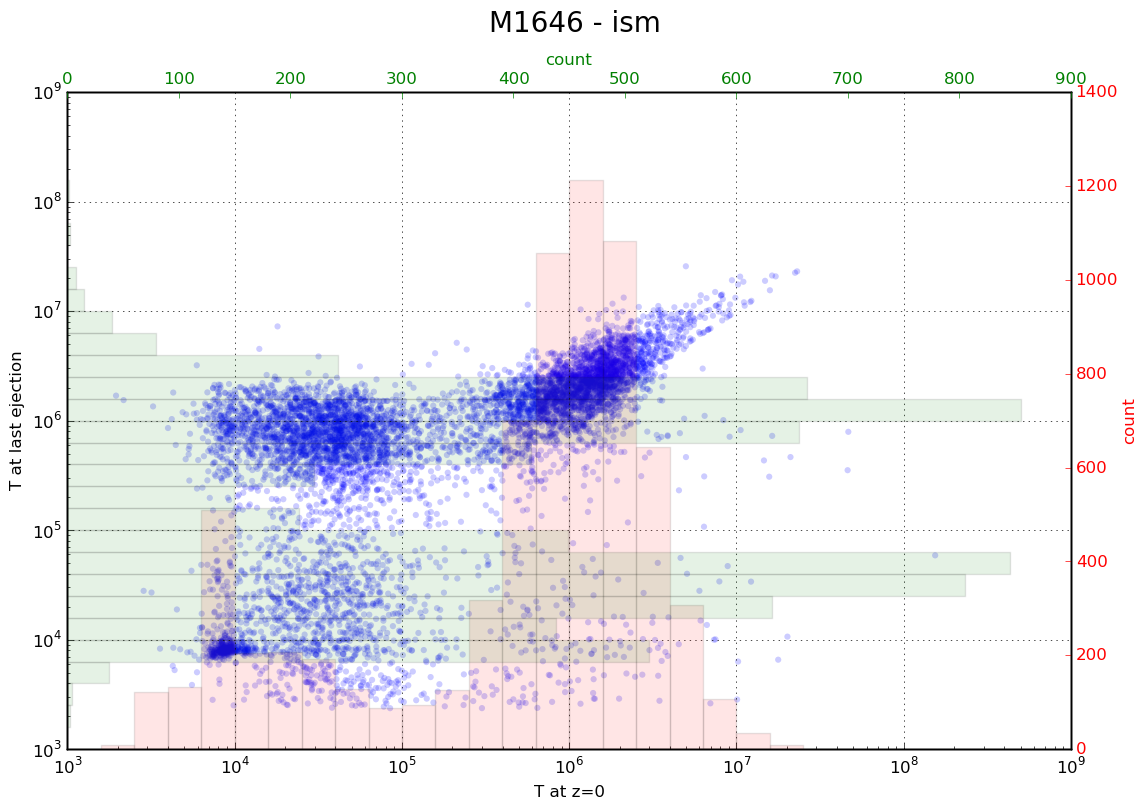 M1646 - ism
count
0 100 200 300 400 500 600 700 800 900
10⁹ 1400
1200
10⁸
1000
10⁷
800
T at last ejection
10⁶
count
600
10⁵
400
10⁴
200
10³ 0
10³ 10⁴ 10⁵ 10⁶ 10⁷ 10⁸ 10⁹
T at z=0